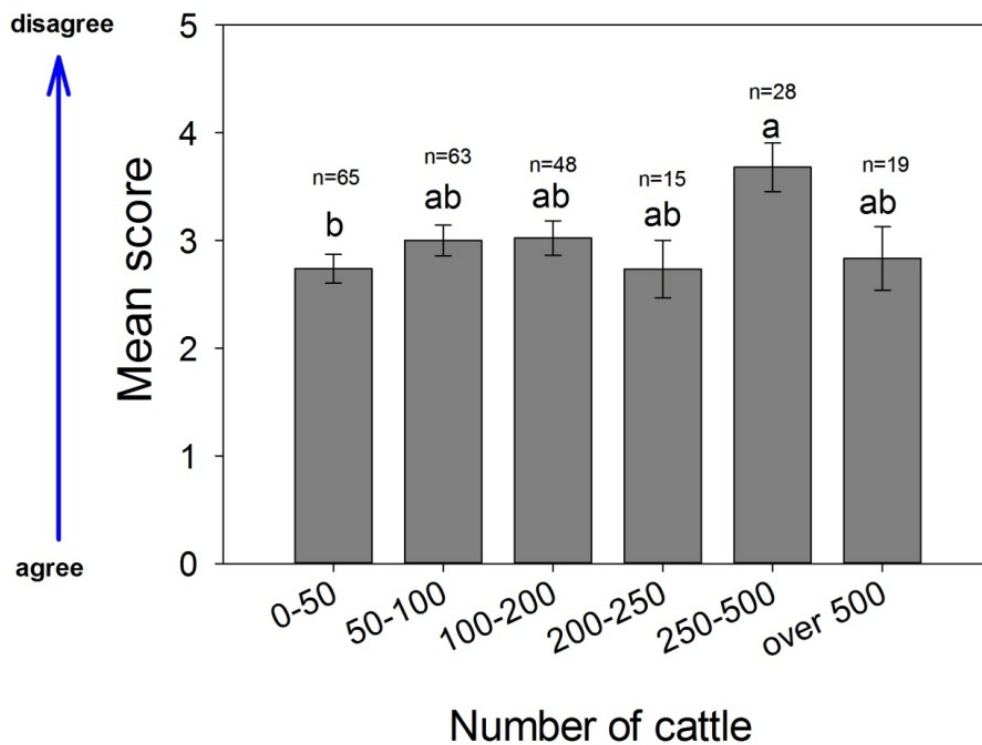 disagree
agree
Mean score
5
4
3
2
1
0
n=65
b
n=63
ab
n=48
ab
n=15
ab
n=28
a
n=19
ab
0-50
50-100
100-200
200-250
250-500
over 500
Number of cattle